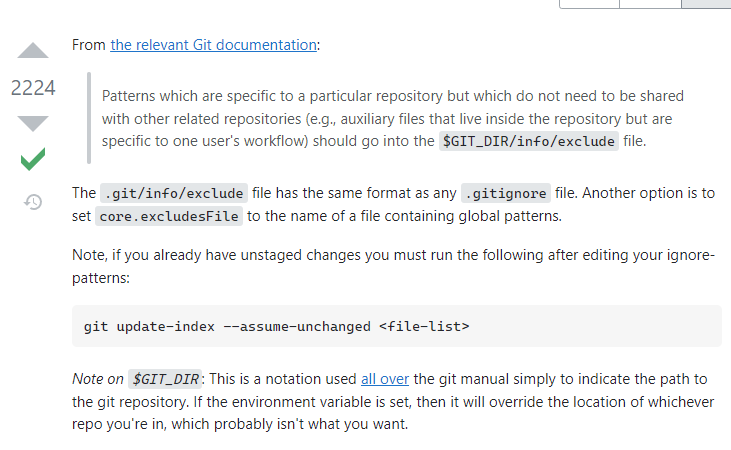 From the relevant Git documentation:
2224
Patterns which are specific to a particular repository but which do not need to be shared
with other related repositories (e.g., auxiliary files that live inside the repository but are
specific to one user's workflow) should go into the $GIT_DIR/info/exclude file.
The .git/info/exclude file has the same format as any .gitignore file. Another option is to
set core.excludesFile to the name of a file containing global patterns.
Note, if you already have unstaged changes you must run the following after editing your ignore-
patterns:
git update-index --assume-unchanged <file-list>
Note on $GIT_DIR: This is a notation used all over the git manual simply to indicate the path to
the git repository. If the environment variable is set, then it will override the location of whichever
repo you're in, which probably isn't what you want.